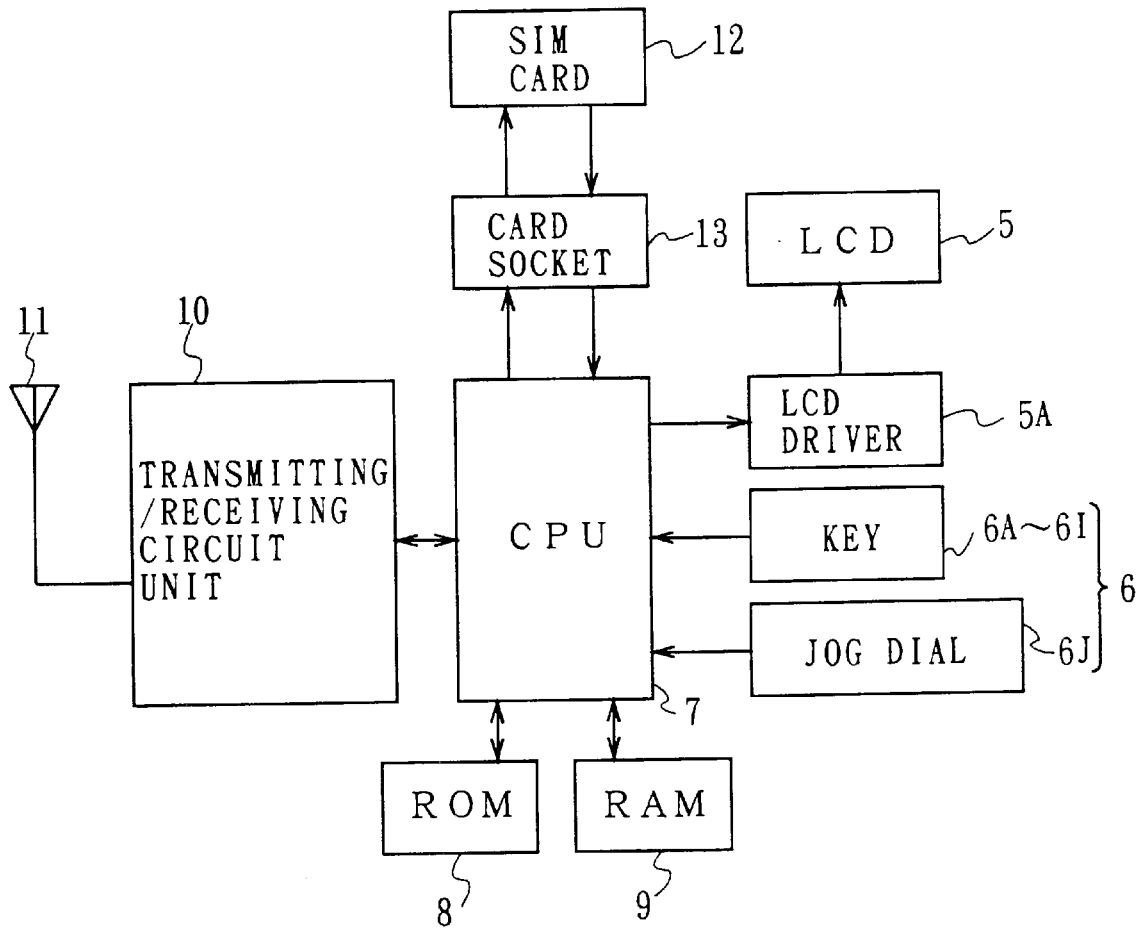 SIM
CARD
12
CARD
SOCKET
13
LCD
5
10
11
LCD
DRIVER
5A
TRANSMITTING
/RECEIVING
CIRCUIT
UNIT
CPU
KEY
6A~6I
6
JOG DIAL
6J
7
ROM
RAM
8
9